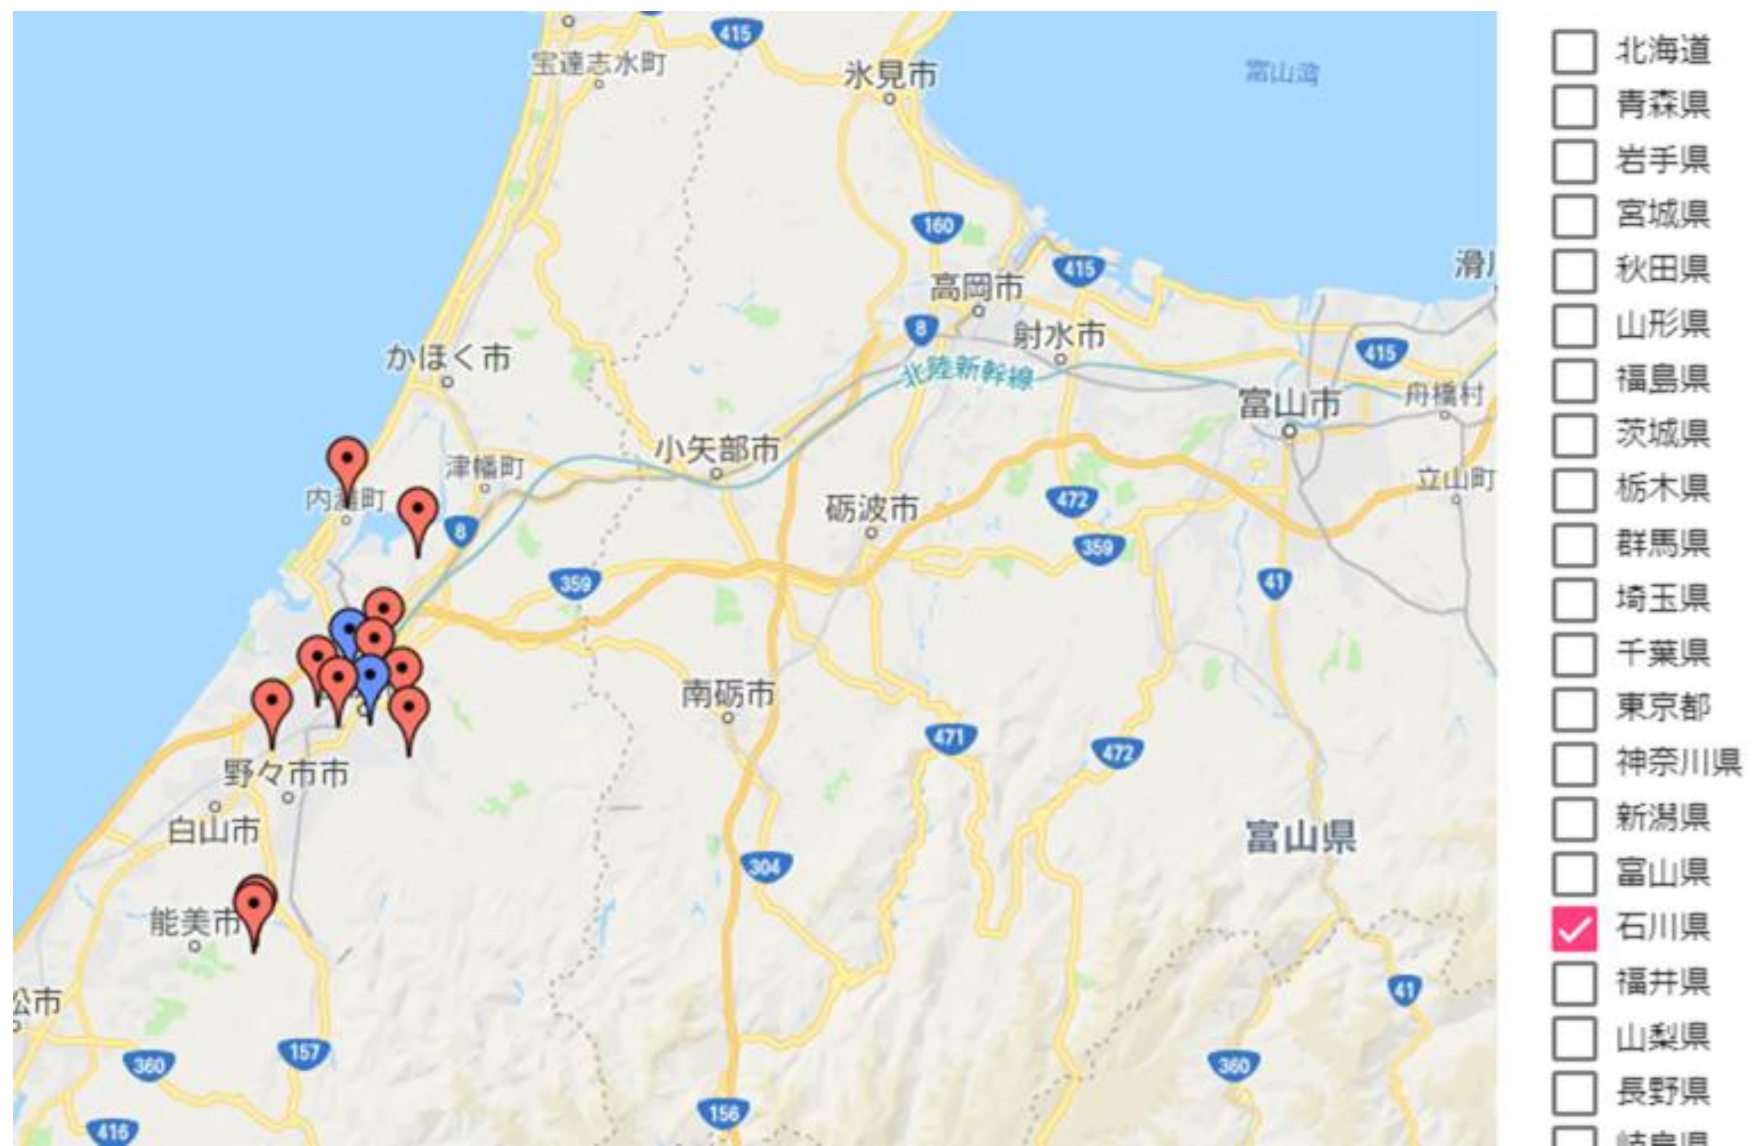 415
宝達志水町
氷見市
富山湾
160
415
滑川
高岡市
8
射水市
415
かほく市
北陸新幹線
舟橋村
富山市
小矢部市
津幡町
立山町
内灘町
砺波市
472
8
359
359
41
南砺市
471
472
野々市市
白山市
富山県
304
能美市
41
松市
157
360
360
156
416
北海道
青森県
岩手県
宮城県
秋田県
山形県
福島県
茨城県
栃木県
群馬県
埼玉県
千葉県
東京都
神奈川県
新潟県
富山県
石川県
福井県
山梨県
長野県
岐阜県